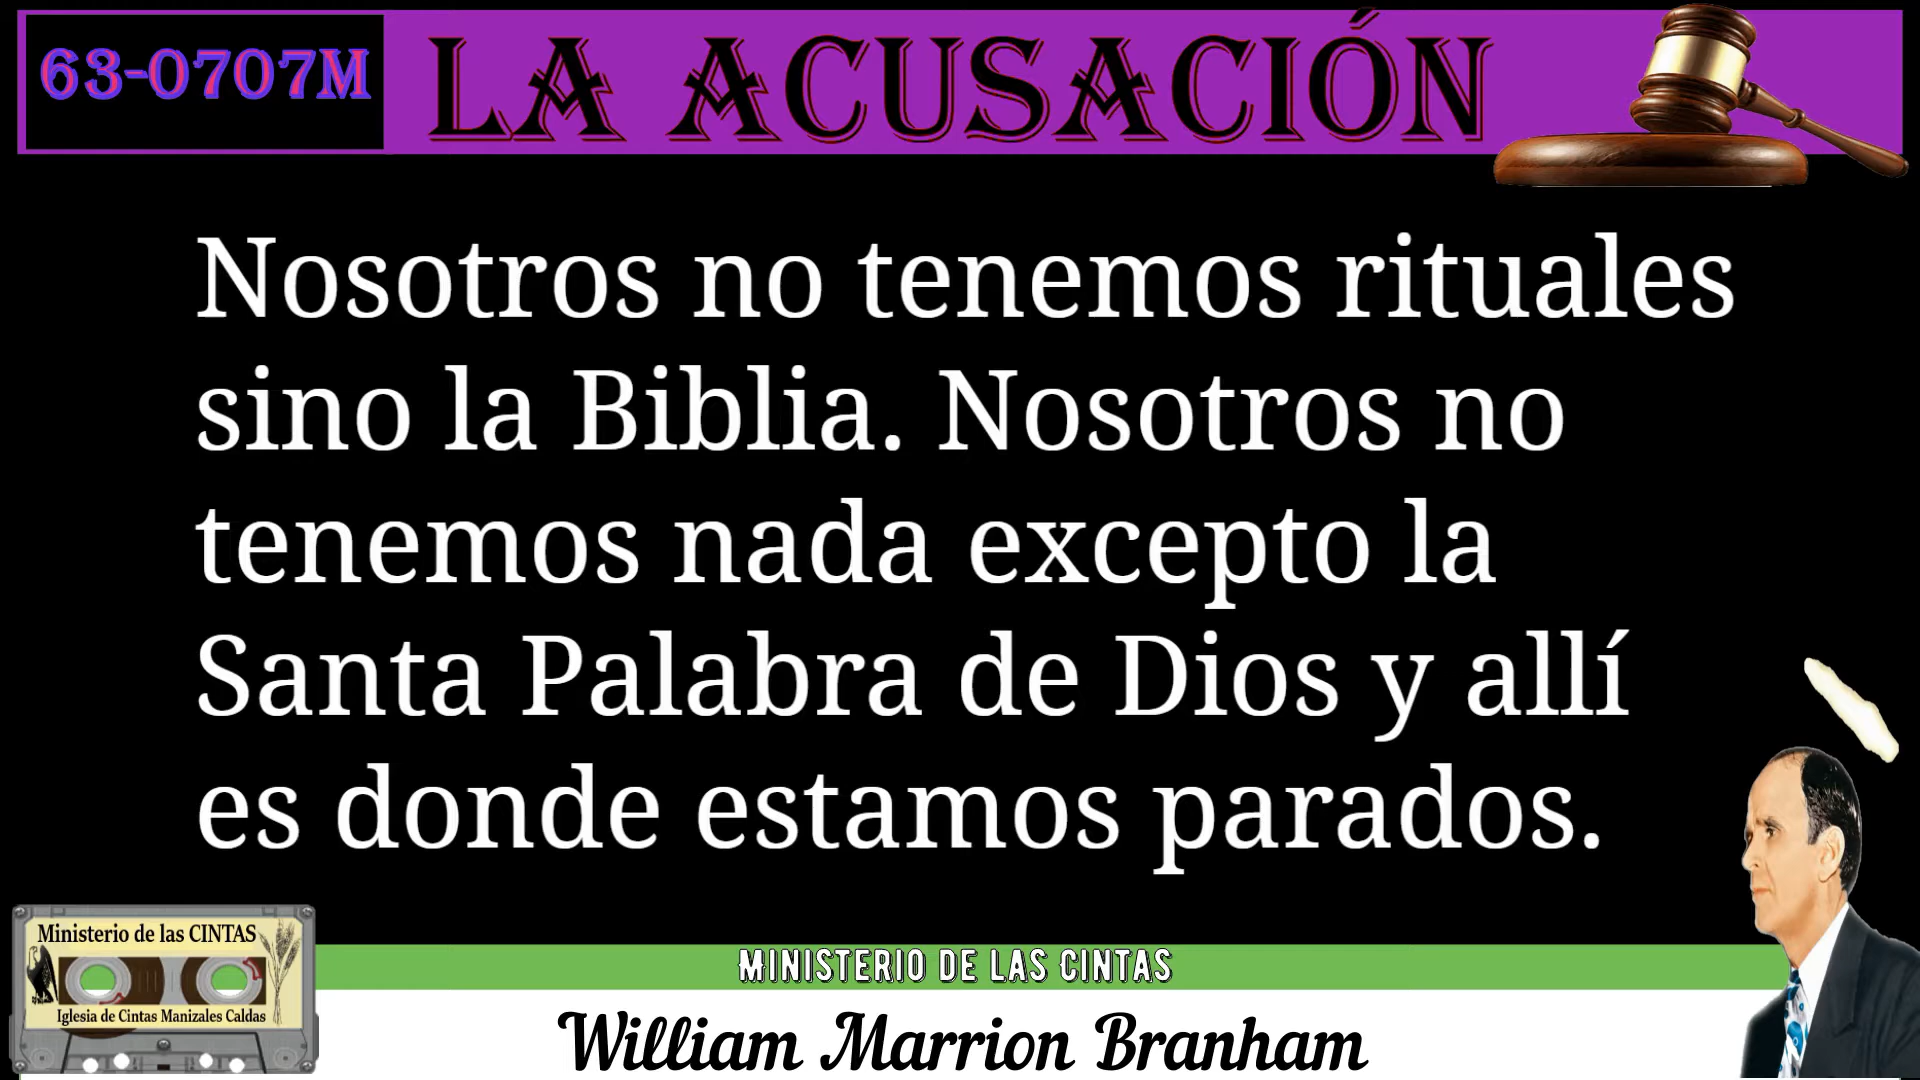 63-0707M
LA ACUSACIÓN
Nosotros no tenemos rituales
sino la Biblia. Nosotros no
tenemos nada excepto la
Santa Palabra de Dios y allí
es donde estamos parados.
Ministerio de las CINTAS
Iglesia de Cintas Manizales Caldas
MINISTERIO DE LAS CINTAS
William Marrion Branham